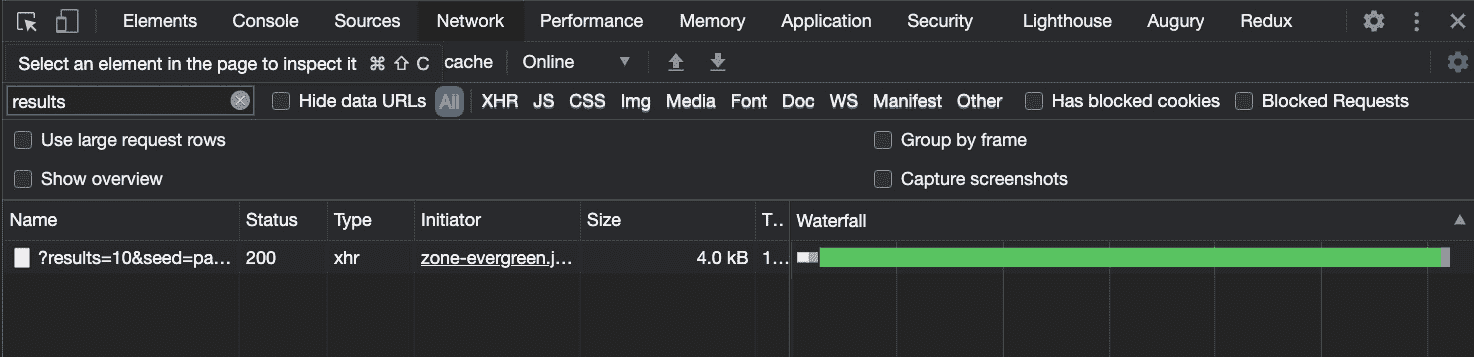 Elements Console Sources Network Performance Memory Application Security Lighthouse Augury Redux
Select an element in the page to inspect it ⌘ ⇧ C cache Online
results Hide data URLs All XHR JS CSS Img Media Font Doc WS Manifest Other Has blocked cookies Blocked Requests
Use large request rows Group by frame
Show overview Capture screenshots
Name Status Type Initiator Size T.. Waterfall
?results=10&seed=pa... 200 xhr zone-evergreen.j... 4.0 kB 1...